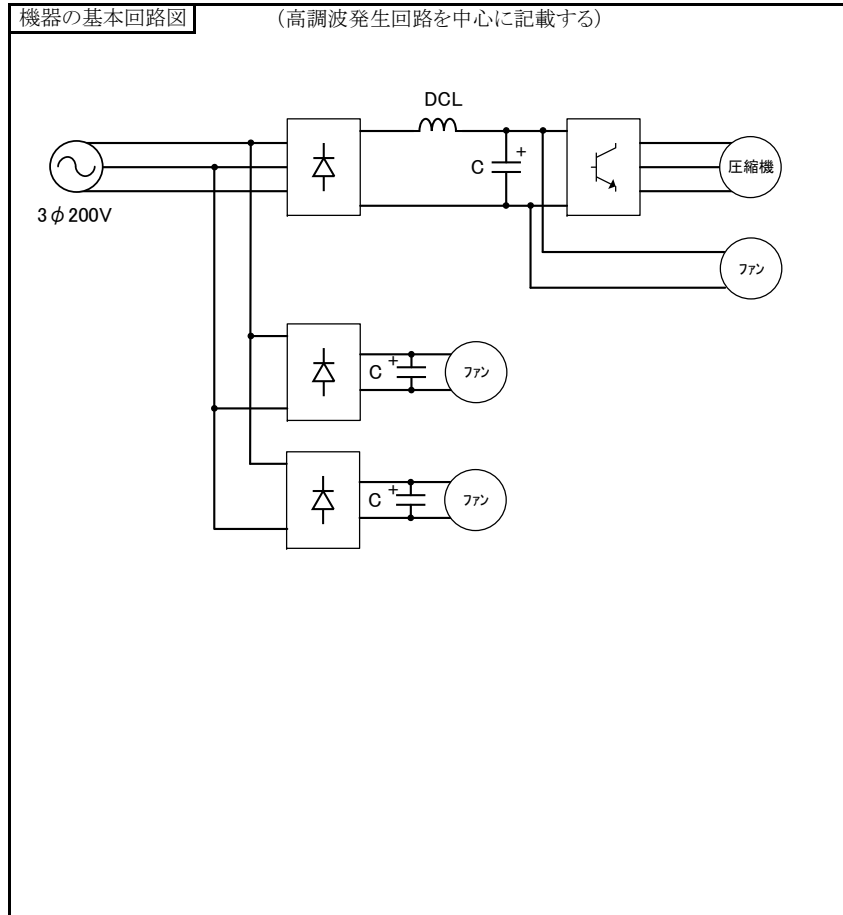 機器の基本回路図 (高調波発生回路を中心に記載する)
DCL
C +
圧縮機
3φ200V
ファン
C +
ファン
C +
ファン